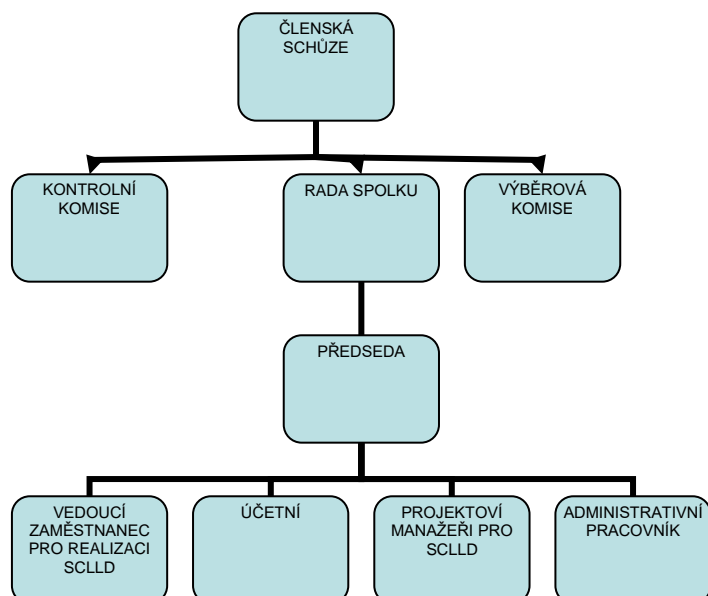 ČLENSKÁ
SCHŮZE
KONTROLNÍ
KOMISE
RADA SPOLKU
VÝBĚROVÁ
KOMISE
PŘEDSEDA
VEDOUCÍ
ZAMĚSTNANEC
PRO REALIZACI
SCLLD
ÚČETNÍ
PROJEKTOVÍ
MANAŽEŘI PRO
SCLLD
ADMINISTRATIVNÍ
PRACOVNÍK